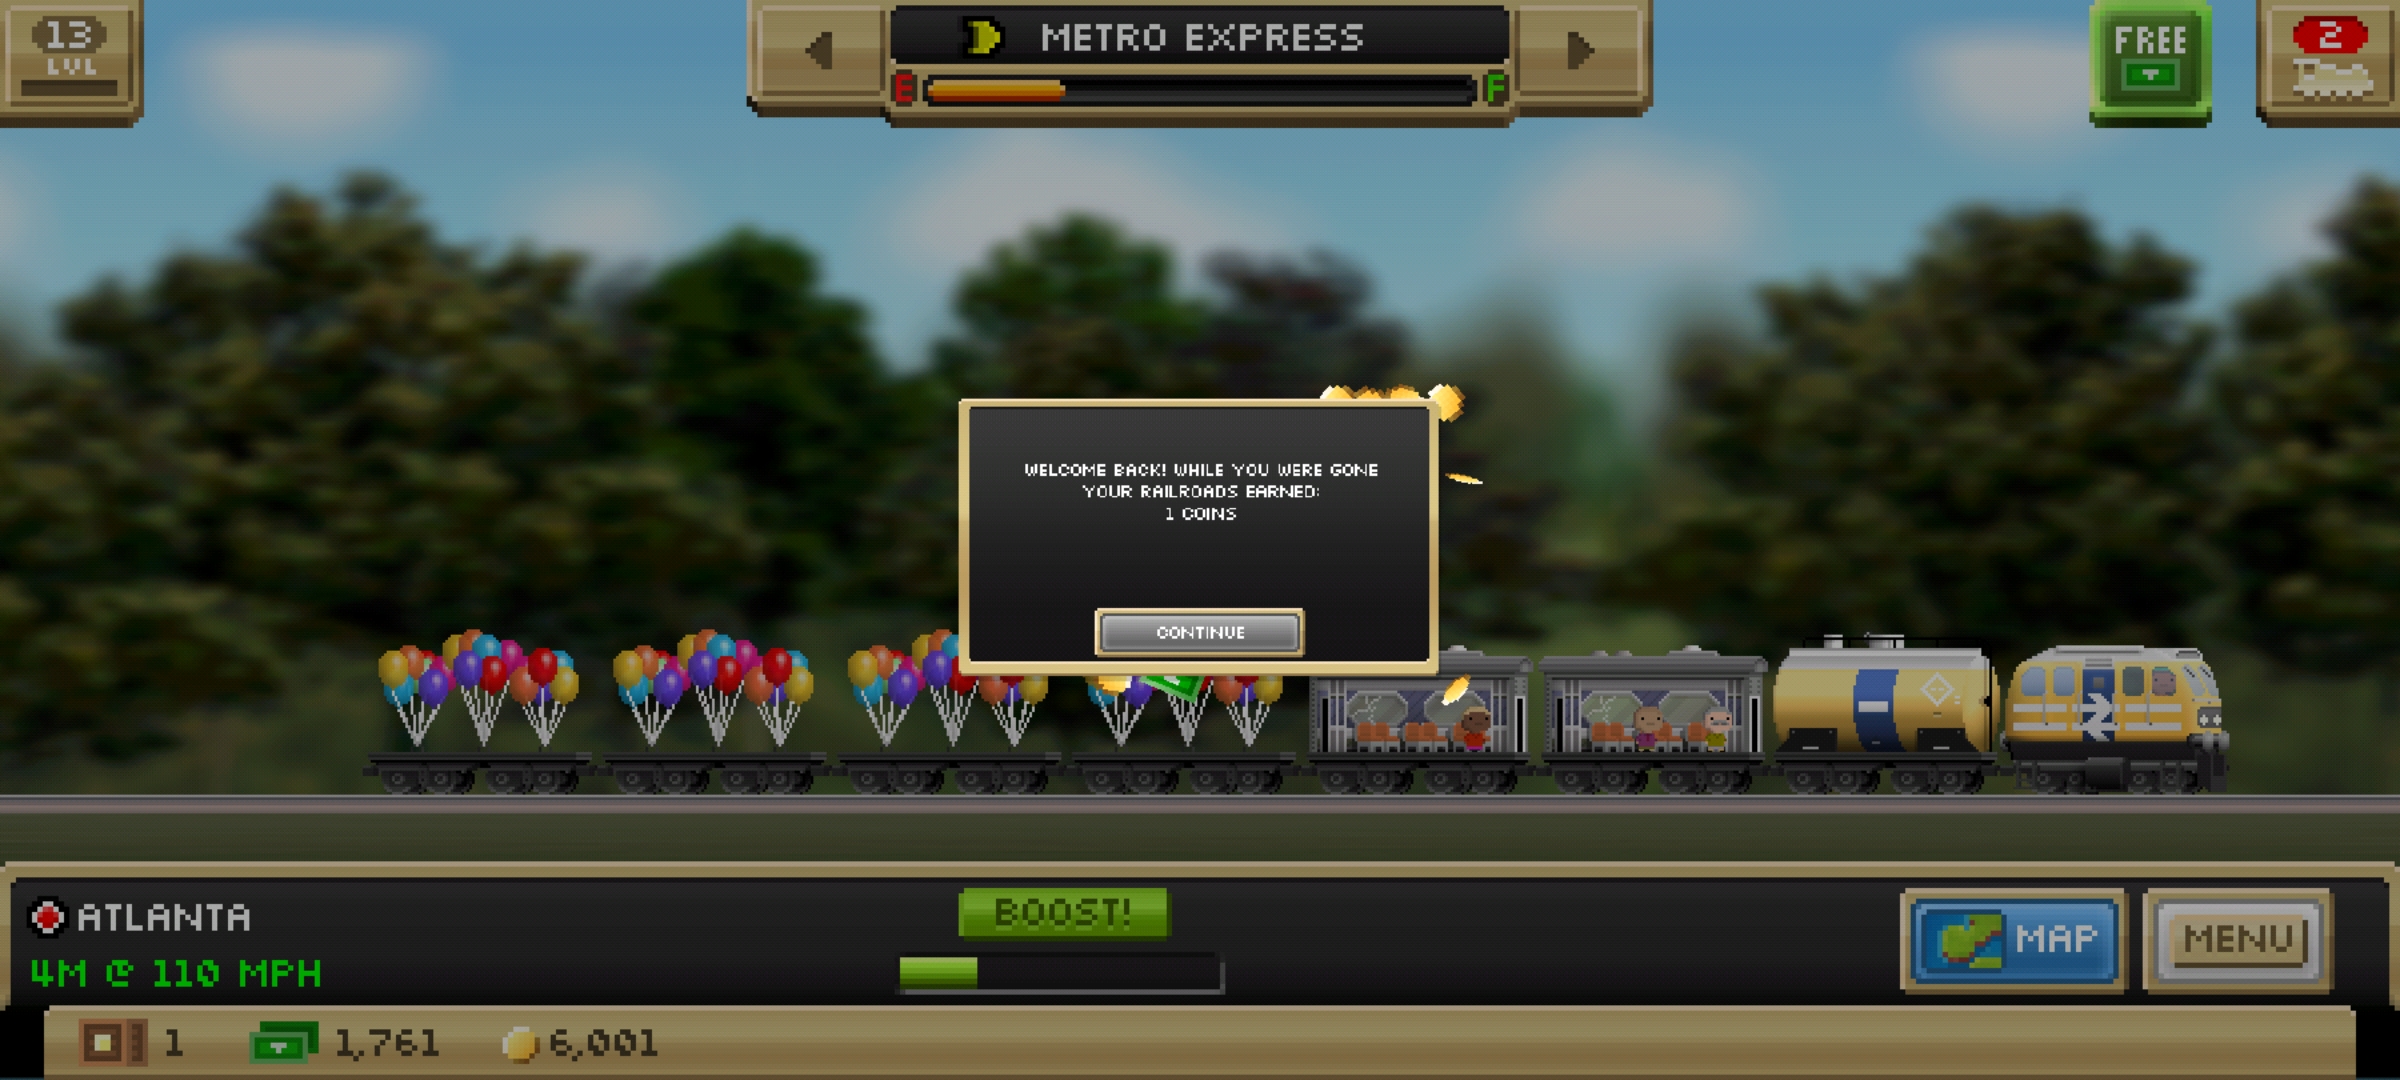 13
LVL
METRO EXPRESS
E
F
FREE
2
WELCOME BACK! WHILE YOU WERE GONE
YOUR RAILROADS EARNED:
1 COINS
CONTINUE
ATLANTA
4M @ 110 MPH
BOOST!
MAP
MENU
1
1,761
6,001